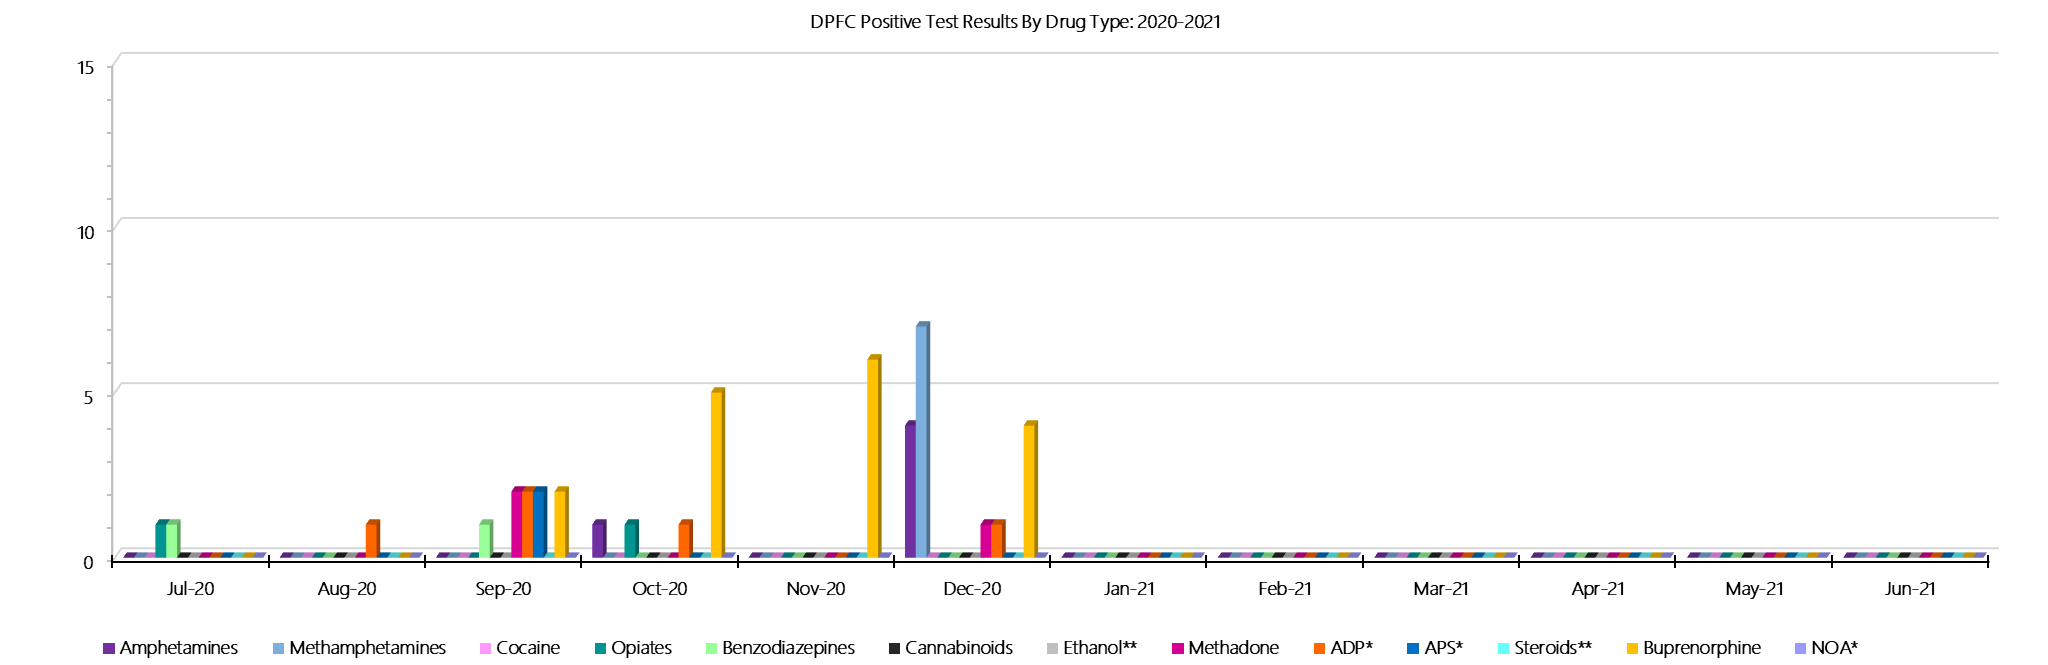 DPFC Positive Test Results By Drug Type: 2020-2021
15
10
5
0
Jul-20 Aug-20 Sep-20 Oct-20 Nov-20 Dec-20 Jan-21 Feb-21 Mar-21 Apr-21 May-21 Jun-21
Amphetamines Methamphetamines Cocaine Opiates Benzodiazepines Cannabinoids Ethanol** Methadone ADP* APS* Steroids** Buprenorphine NOA*